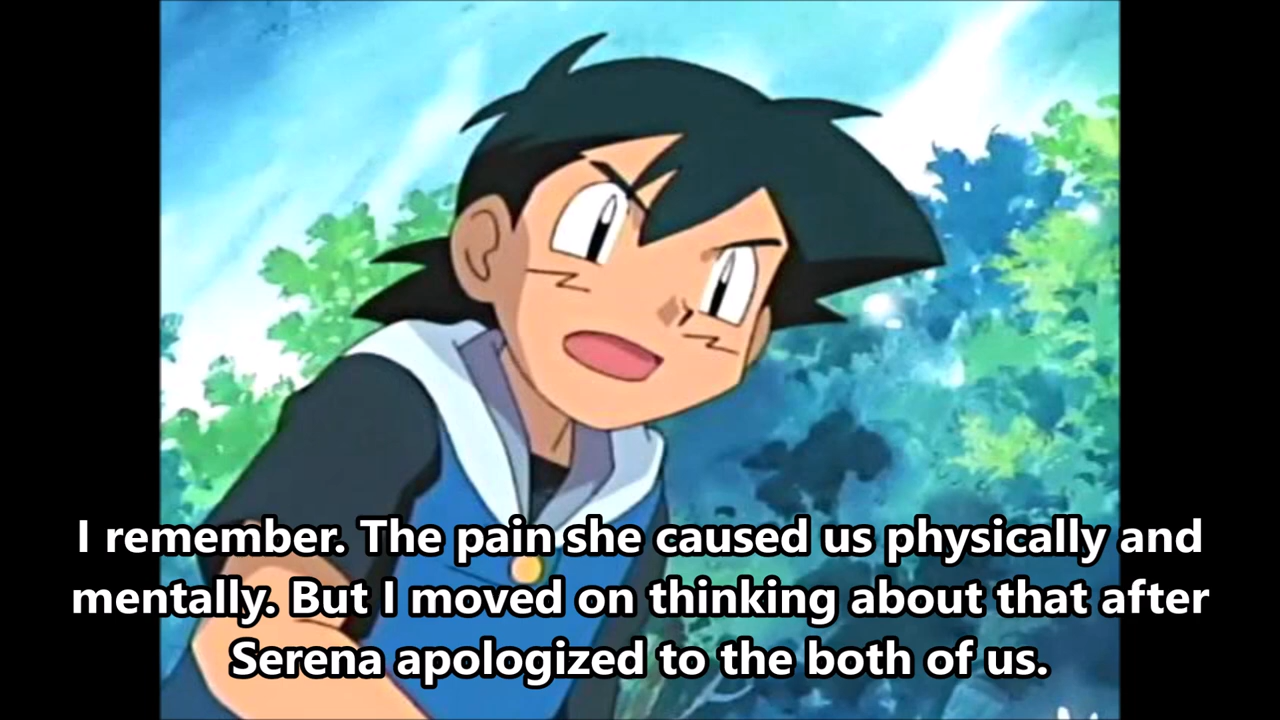 I remember. The pain she caused us physically and
mentally. But I moved on thinking about that after
Serena apologized to the both of us.